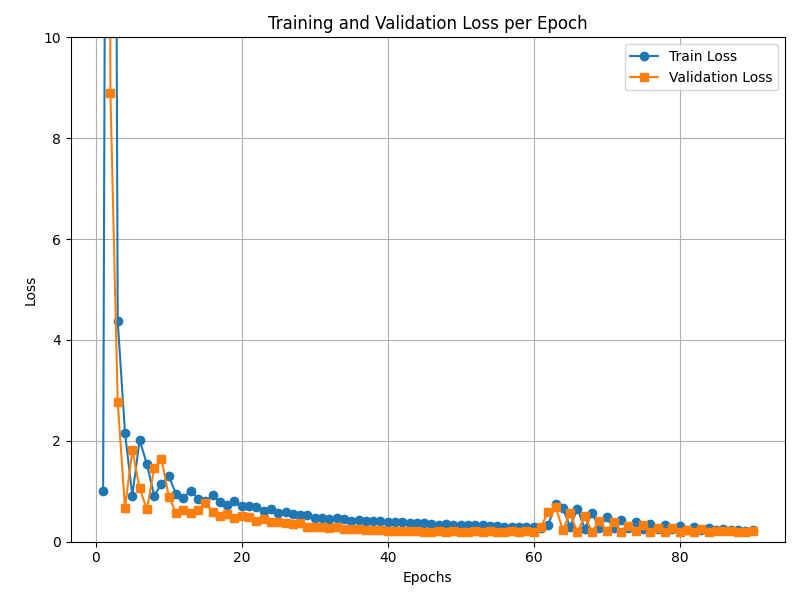 Training and Validation Loss per Epoch
Train Loss
Validation Loss
10
8
6
4
2
0
Loss
0 20 40 60 80
Epochs